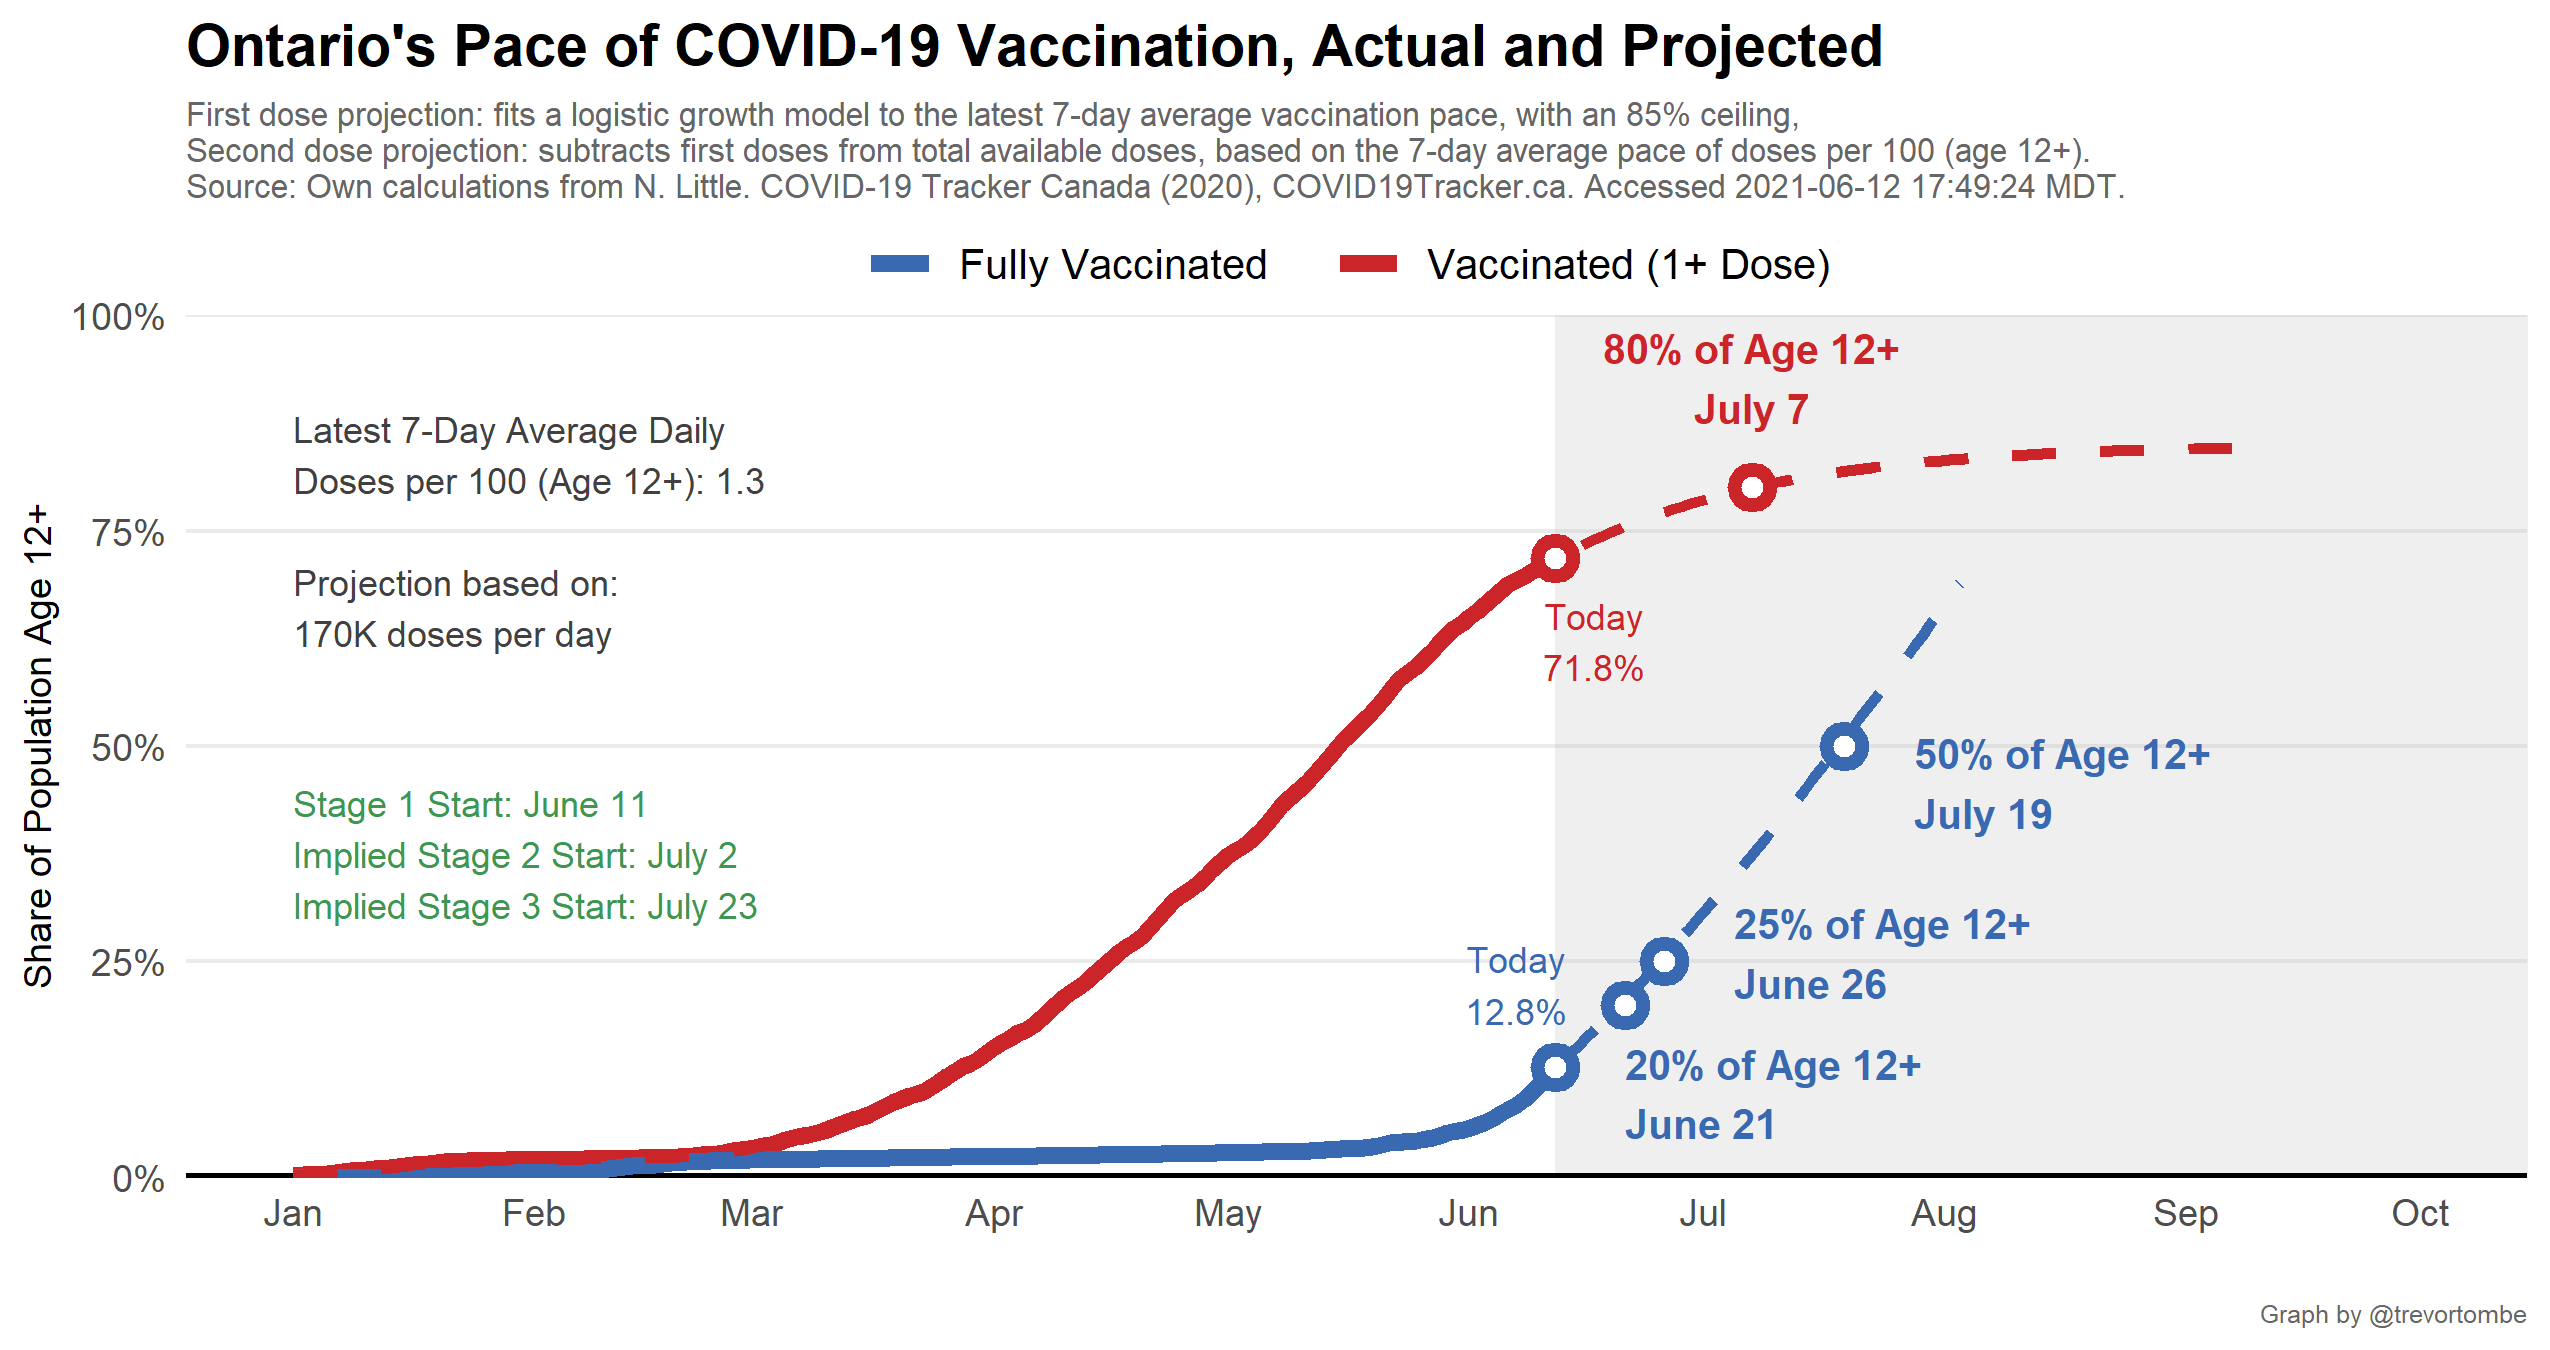 Ontario's Pace of COVID-19 Vaccination, Actual and Projected
First dose projection: fits a logistic growth model to the latest 7-day average vaccination pace, with an 85% ceiling,
Second dose projection: subtracts first doses from total available doses, based on the 7-day average pace of doses per 100 (age 12+).
Source: Own calculations from N. Little. COVID-19 Tracker Canada (2020), COVID19Tracker.ca. Accessed 2021-06-12 17:49:24 MDT.
Fully Vaccinated
Vaccinated (1+ Dose)
Share of Population Age 12+
100%
75%
50%
25%
0%
Latest 7-Day Average Daily
Doses per 100 (Age 12+): 1.3
Projection based on:
170K doses per day
Stage 1 Start: June 11
Implied Stage 2 Start: July 2
Implied Stage 3 Start: July 23
80% of Age 12+
July 7
Today
71.8%
50% of Age 12+
July 19
25% of Age 12+
June 26
Today
12.8%
20% of Age 12+
June 21
Jan
Feb
Mar
Apr
May
Jun
Jul
Aug
Sep
Oct
Graph by @trevortombe